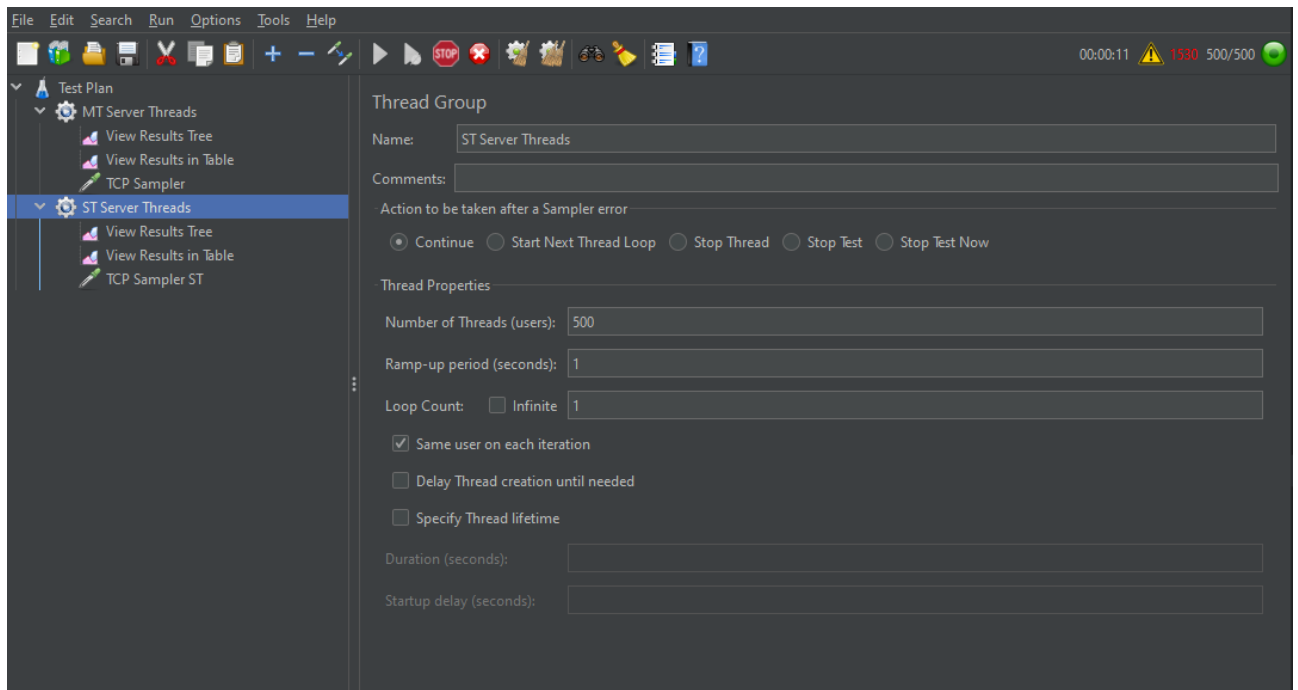 File Edit Search Run Options Tools Help
STOP ? 00:00:11 1530 500/500
Test Plan
MT Server Threads
View Results Tree
View Results in Table
TCP Sampler
ST Server Threads
View Results Tree
View Results in Table
TCP Sampler ST
Thread Group
Name: ST Server Threads
Comments:
Action to be taken after a Sampler error
Continue Start Next Thread Loop Stop Thread Stop Test Stop Test Now
Thread Properties
Number of Threads (users): 500
Ramp-up period (seconds): 1
Loop Count: Infinite 1
Same user on each iteration
Delay Thread creation until needed
Specify Thread lifetime
Duration (seconds):
Startup delay (seconds):